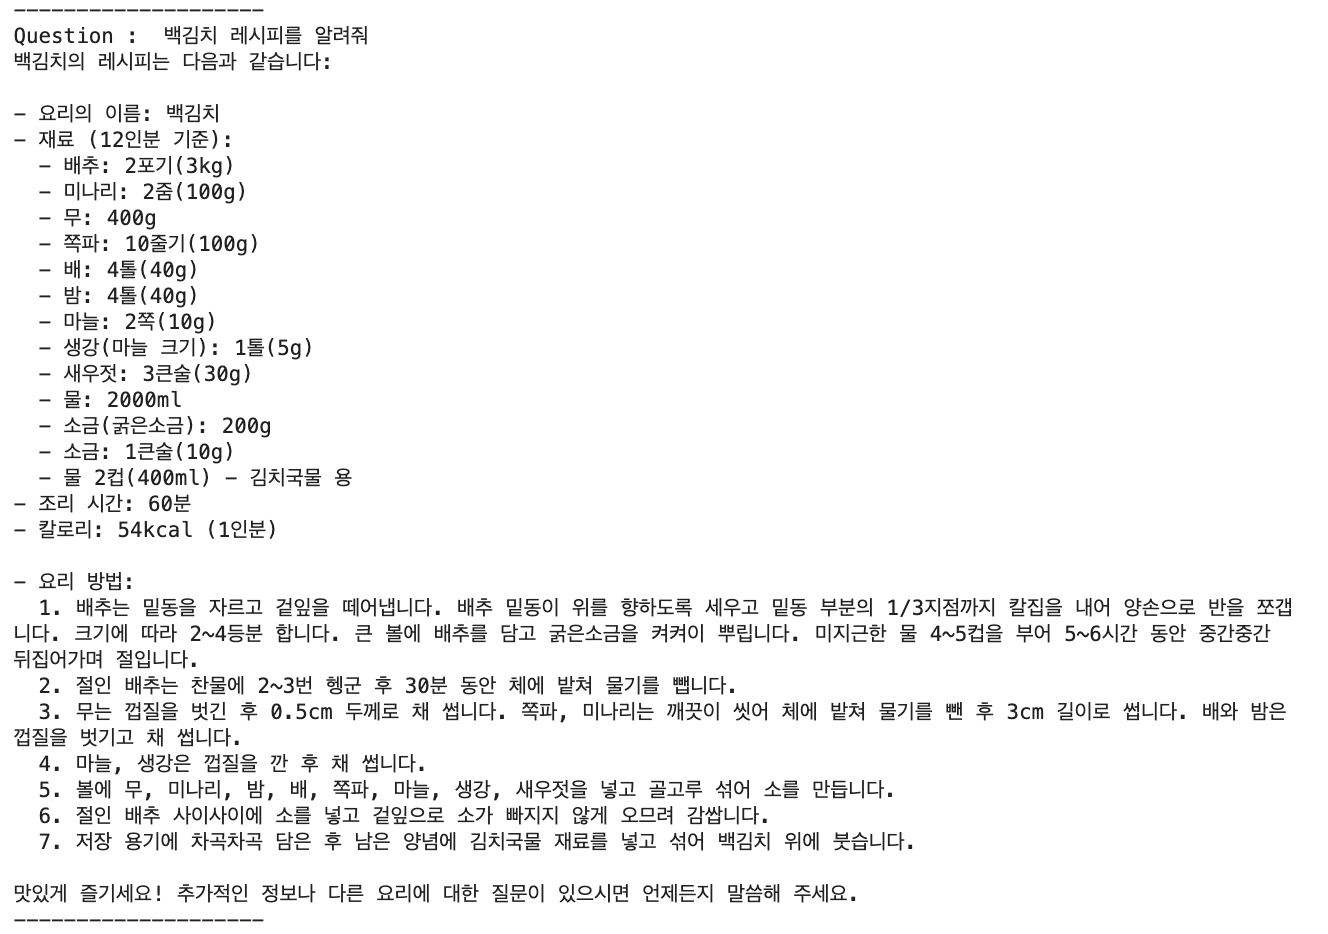 --------------------
Question :  백김치 레시피를 알려줘
백김치의 레시피는 다음과 같습니다:

- 요리의 이름: 백김치
- 재료 (12인분 기준):
  - 배추: 2포기(3kg)
  - 미나리: 2줌(100g)
  - 무: 400g
  - 쪽파: 10줄기(100g)
  - 배: 4톨(40g)
  - 밤: 4톨(40g)
  - 마늘: 2쪽(10g)
  - 생강(마늘 크기): 1톨(5g)
  - 새우젓: 3큰술(30g)
  - 물: 2000ml
  - 소금(굵은소금): 200g
  - 소금: 1큰술(10g)
  - 물 2컵(400ml) - 김치국물 용
- 조리 시간: 60분
- 칼로리: 54kcal (1인분)

- 요리 방법:
  1. 배추는 밑동을 자르고 겉잎을 떼어냅니다. 배추 밑동이 위를 향하도록 세우고 밑동 부분의 1/3지점까지 칼집을 내어 양손으로 반을 쪼갭
니다. 크기에 따라 2~4등분 합니다. 큰 볼에 배추를 담고 굵은소금을 켜켜이 뿌립니다. 미지근한 물 4~5컵을 부어 5~6시간 동안 중간중간
뒤집어가며 절입니다.
  2. 절인 배추는 찬물에 2~3번 헹군 후 30분 동안 체에 밭쳐 물기를 뺍니다.
  3. 무는 껍질을 벗긴 후 0.5cm 두께로 채 썹니다. 쪽파, 미나리는 깨끗이 씻어 체에 밭쳐 물기를 뺀 후 3cm 길이로 썹니다. 배와 밤은
껍질을 벗기고 채 썹니다.
  4. 마늘, 생강은 껍질을 깐 후 채 썹니다.
  5. 볼에 무, 미나리, 밤, 배, 쪽파, 마늘, 생강, 새우젓을 넣고 골고루 섞어 소를 만듭니다.
  6. 절인 배추 사이사이에 소를 넣고 겉잎으로 소가 빠지지 않게 오므려 감쌉니다.
  7. 저장 용기에 차곡차곡 담은 후 남은 양념에 김치국물 재료를 넣고 섞어 백김치 위에 붓습니다.

맛있게 즐기세요! 추가적인 정보나 다른 요리에 대한 질문이 있으시면 언제든지 말씀해 주세요.
--------------------